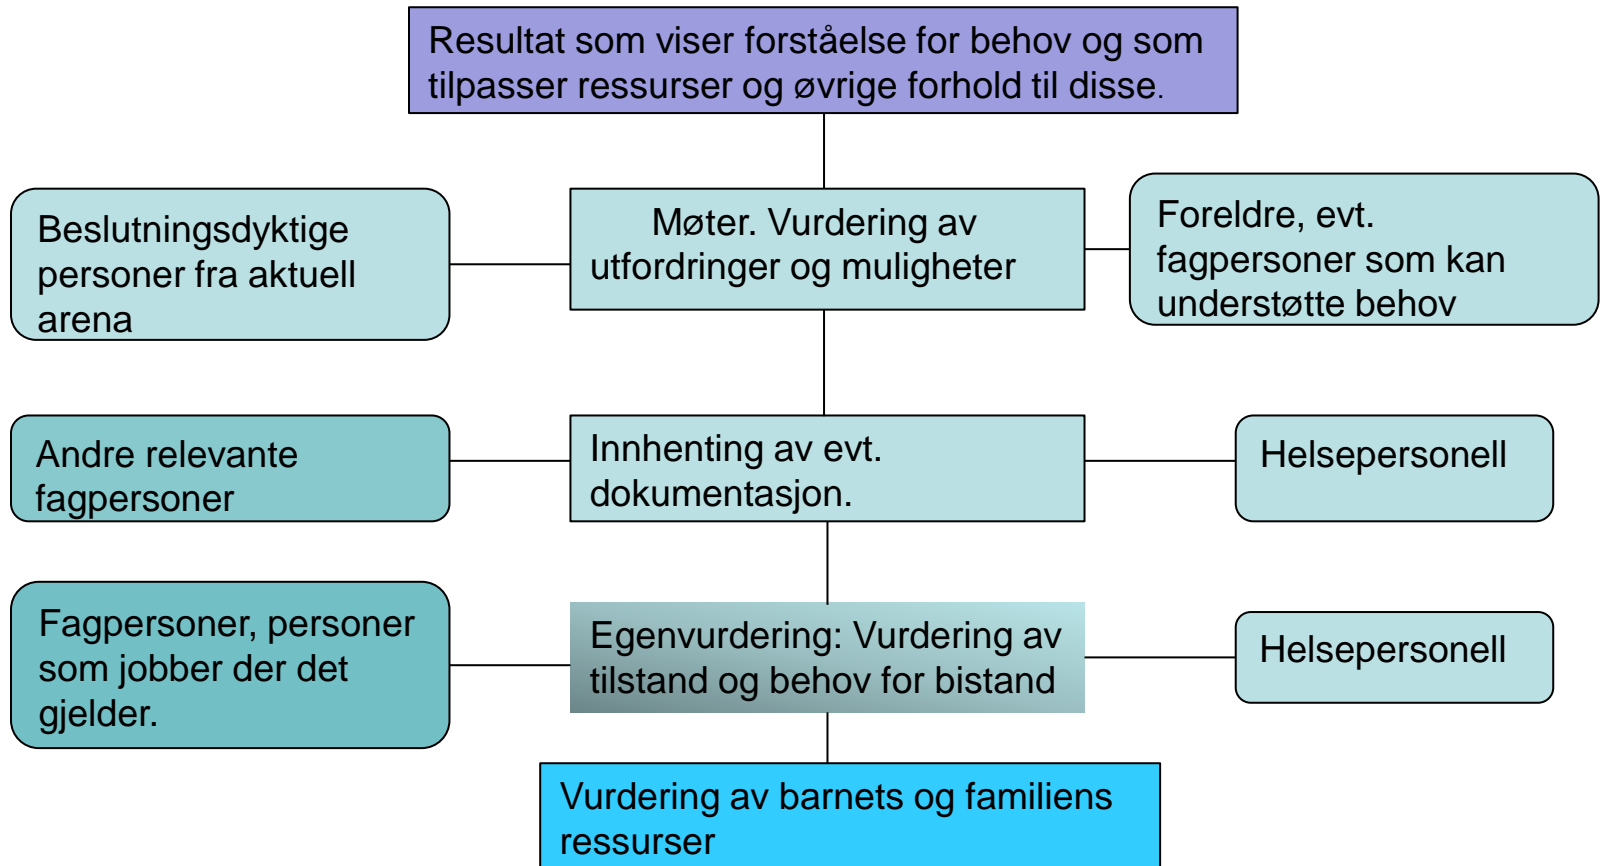 Resultat som viser forståelse for behov og som
tilpasser ressurser og øvrige forhold til disse.
Beslutningsdyktige
personer fra aktuell
arena
Møter. Vurdering av
utfordringer og muligheter
Foreldre, evt.
fagpersoner som kan
understøtte behov
Andre relevante
fagpersoner
Innhenting av evt.
dokumentasjon.
Helsepersonell
Fagpersoner, personer
som jobber der det
gjelder.
Egenvurdering: Vurdering av
tilstand og behov for bistand
Helsepersonell
Vurdering av barnets og familiens
ressurser